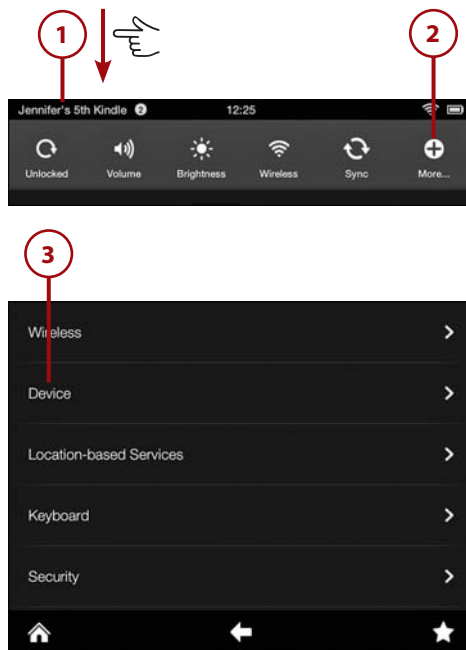 1
2
Jennifer's 5th Kindle 2 12:25
Unlocked Volume Brightness Wireless Sync More...
3
Wireless
Device
Location-based Services
Keyboard
Security